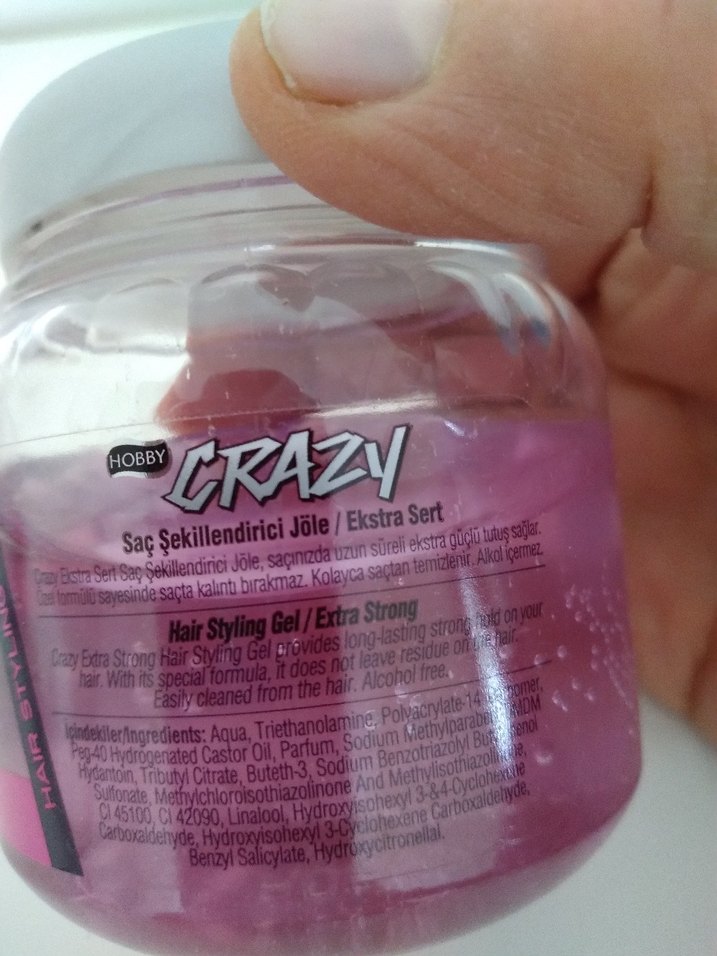 HOBBY CRAZY
Saç Şekillendirici Jöle / Ekstra Sert
Crazy Ekstra Sert Saç Şekillendirici Jöle, saçınızda uzun süreli ekstra güçlü tutuş sağlar.
Özel formülü sayesinde saçta kalıntı bırakmaz. Kolayca saçtan temizlenir. Alkol içermez.
Hair Styling Gel / Extra Strong
Crazy Extra Strong Hair Styling Gel provides long-lasting strong hold on your
hair. With its special formula, it does not leave residue on the hair.
Easily cleaned from the hair. Alcohol free.
İçindekiler/Ingredients: Aqua, Triethanolamine, Polyacrylate-14,
Peg-40 Hydrogenated Castor Oil, Parfum, Sodium Methylparaben, DMDM
Hydantoin, Tributyl Citrate, Buteth-3, Sodium Benzotriazolyl
Sulfonate, Methylchloroisothiazolinone And Methylisothiazolinone,
CI 45100, CI 42090, Linalool, Hydroxyisohexyl 3-&4-Cyclohexene
Carboxaldehyde, Hydroxyisohexyl 3-Cyclohexene Carboxaldehyde,
Benzyl Salicylate, Hydroxycitronellal.
HAIR STYLING